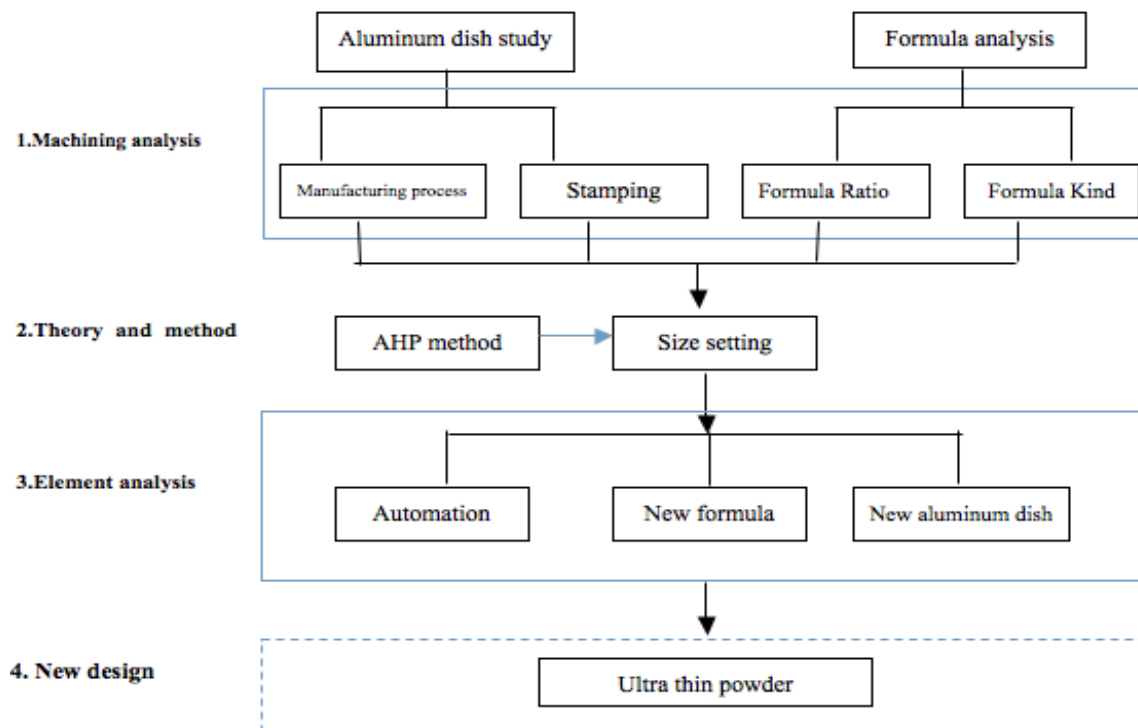 Aluminum dish study
Formula analysis
1.Machining analysis
Manufacturing process
Stamping
Formula Ratio
Formula Kind
2.Theory and method
AHP method
Size setting
3.Element analysis
Automation
New formula
New aluminum dish
4. New design
Ultra thin powder